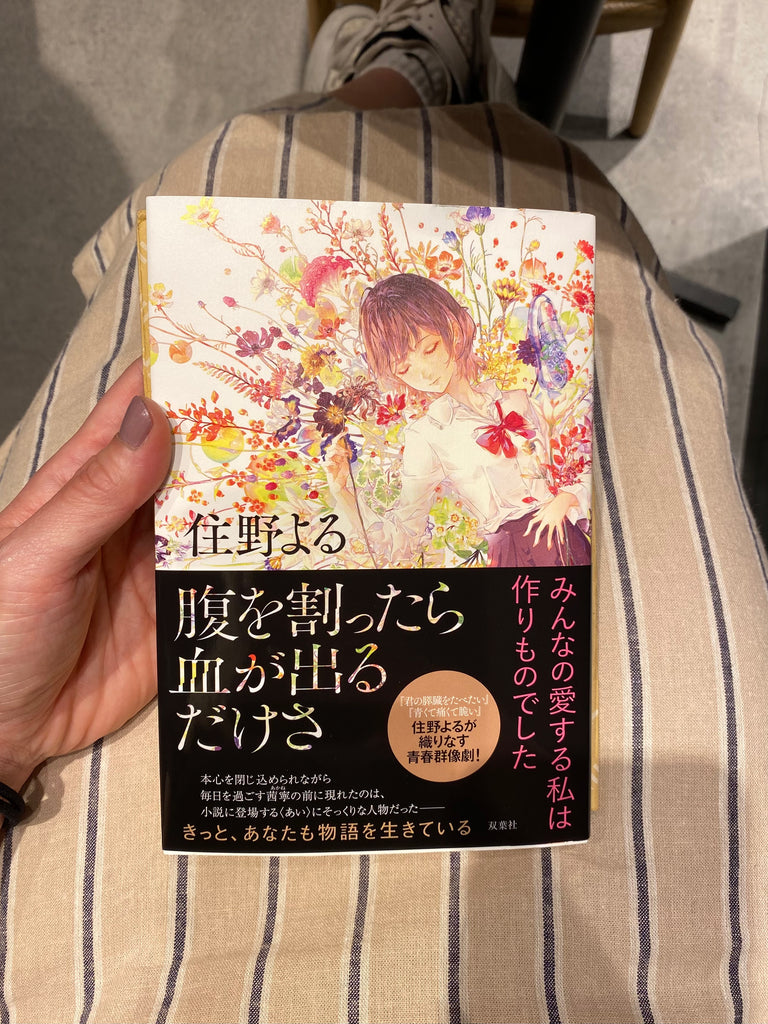 住野よる
腹を割ったら
血が出る
だけさ
みんなの愛する私は
作りものでした
『君の膵臓をたべたい』
『青くて痛くて脆い』
住野よるが
織りなす
青春群像劇!
本心を閉じ込められながら
毎日を過ごす茜寧の前に現れたのは、
あかね
小説に登場する〈あい〉にそっくりな人物だった――
きっと、あなたも物語を生きている
双葉社